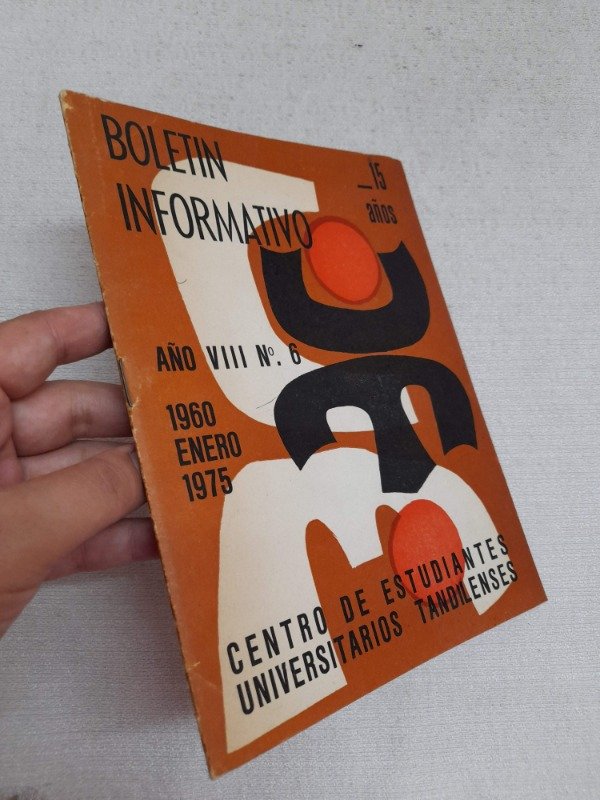 BOLETIN
INFORMATIVO
_15
años
AÑO VIII Nº. 6
1960
ENERO
1975
CENTRO DE ESTUDIANTES
UNIVERSITARIOS TANDILENSES